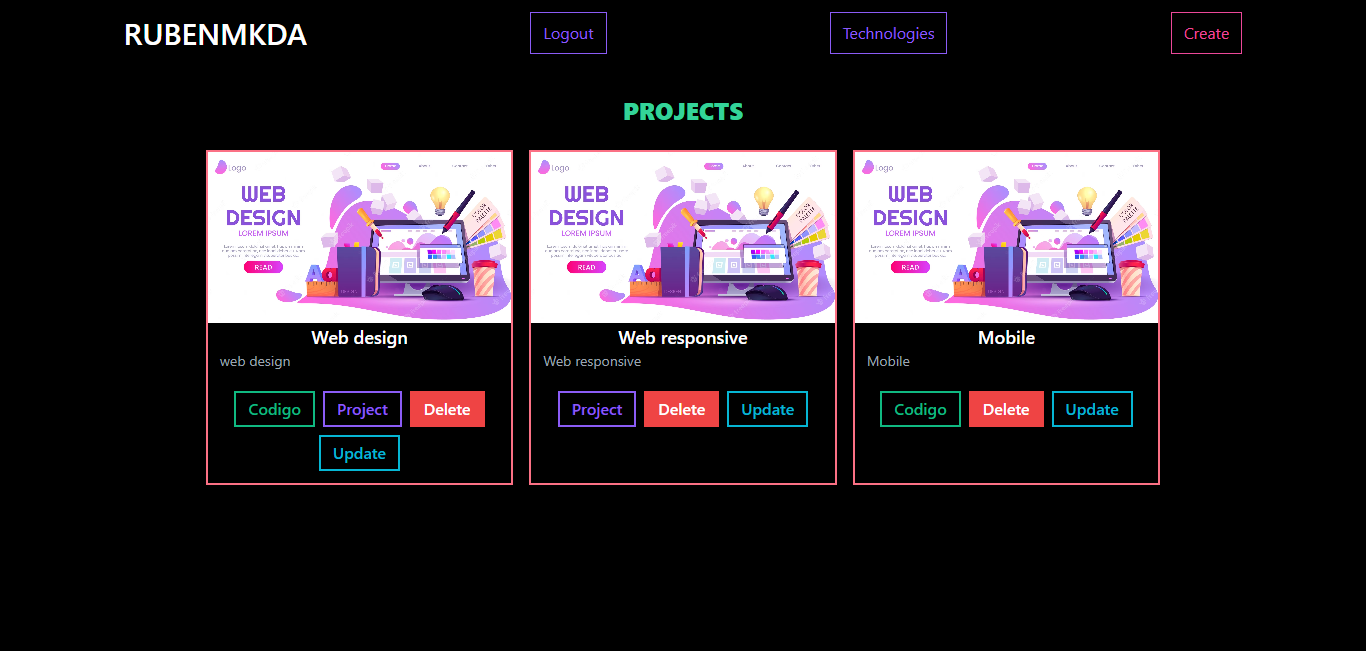 RUBENMKDA
Logout
Technologies
Create
PROJECTS
Logo
WEB
DESIGN
LOREM IPSUM
READ
Logo
WEB
DESIGN
LOREM IPSUM
READ
Logo
WEB
DESIGN
LOREM IPSUM
READ
Web design
web design
Codigo Project Delete
Update
Web responsive
Web responsive
Project Delete Update
Mobile
Mobile
Codigo Delete Update